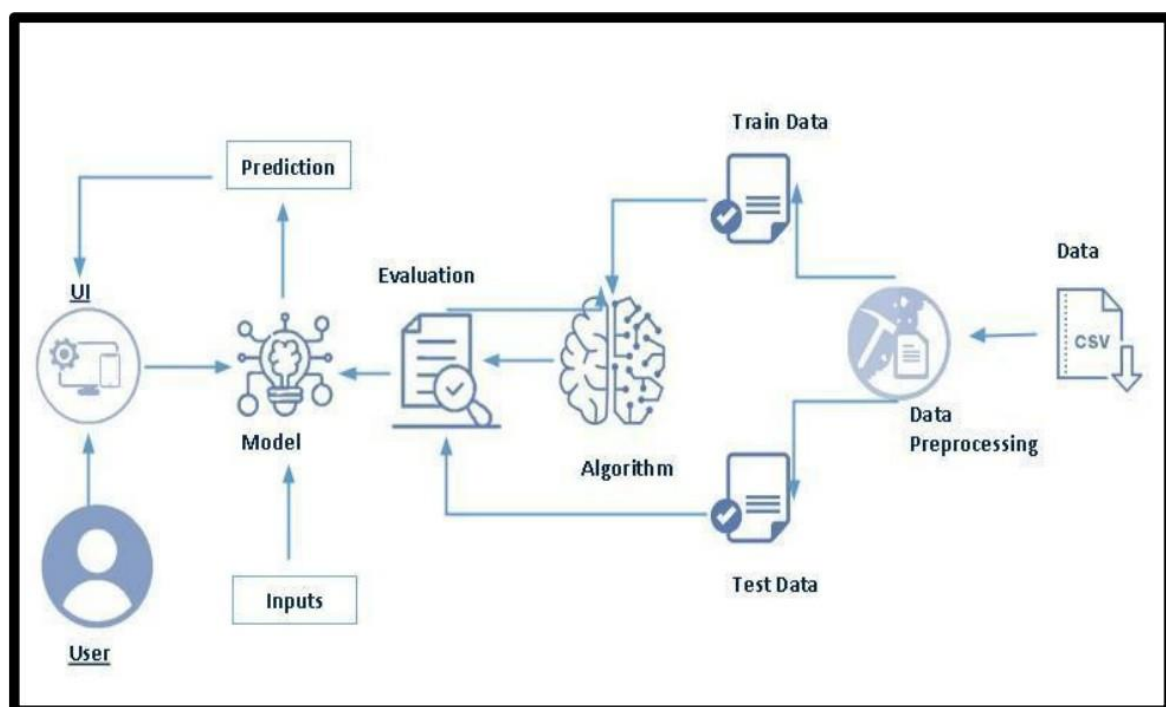 Train Data
Prediction
Data
Evaluation
UI
CSV
Data
Preprocessing
Model
Algorithm
Test Data
Inputs
User